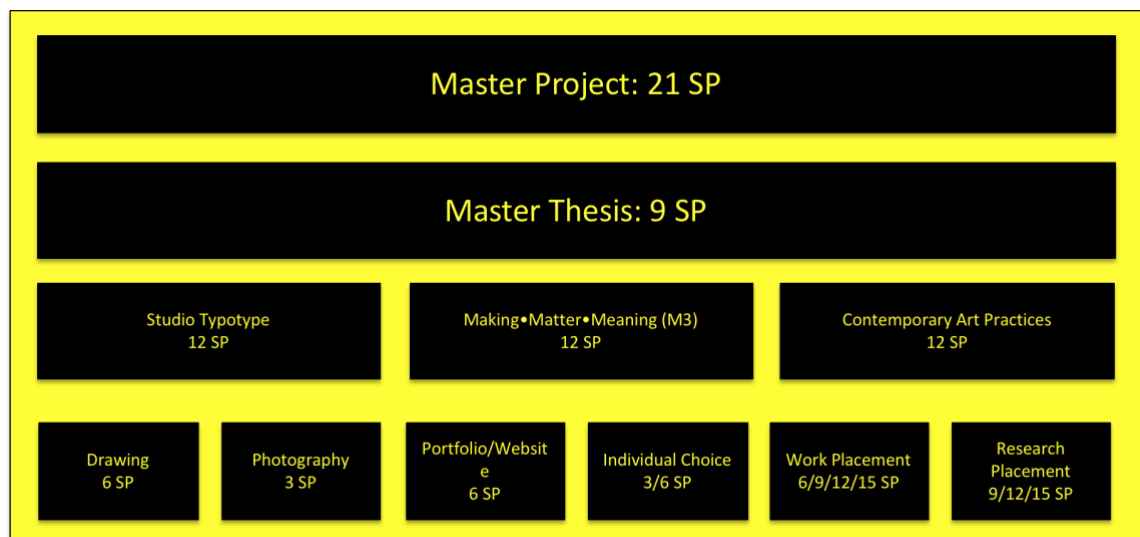 Master Project: 21 SP
Master Thesis: 9 SP
Studio Typotype
12 SP
Making•Matter•Meaning (M3)
12 SP
Contemporary Art Practices
12 SP
Drawing
6 SP
Photography
3 SP
Portfolio/Websit
e
6 SP
Individual Choice
3/6 SP
Work Placement
6/9/12/15 SP
Research
Placement
9/12/15 SP